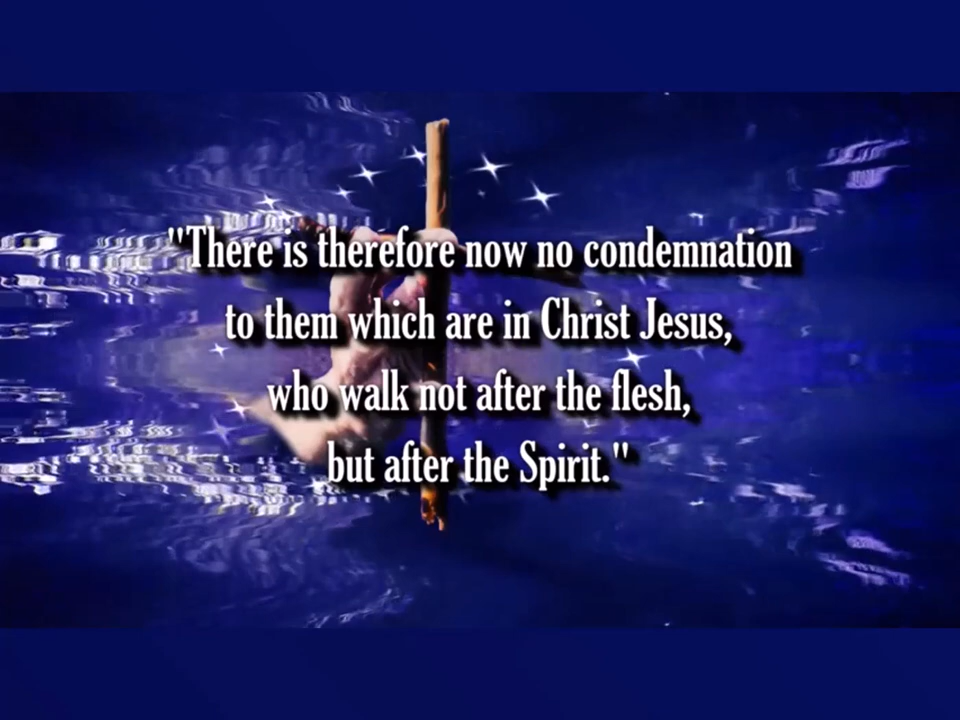 "There is therefore now no condemnation
to them which are in Christ Jesus,
who walk not after the flesh,
but after the Spirit."